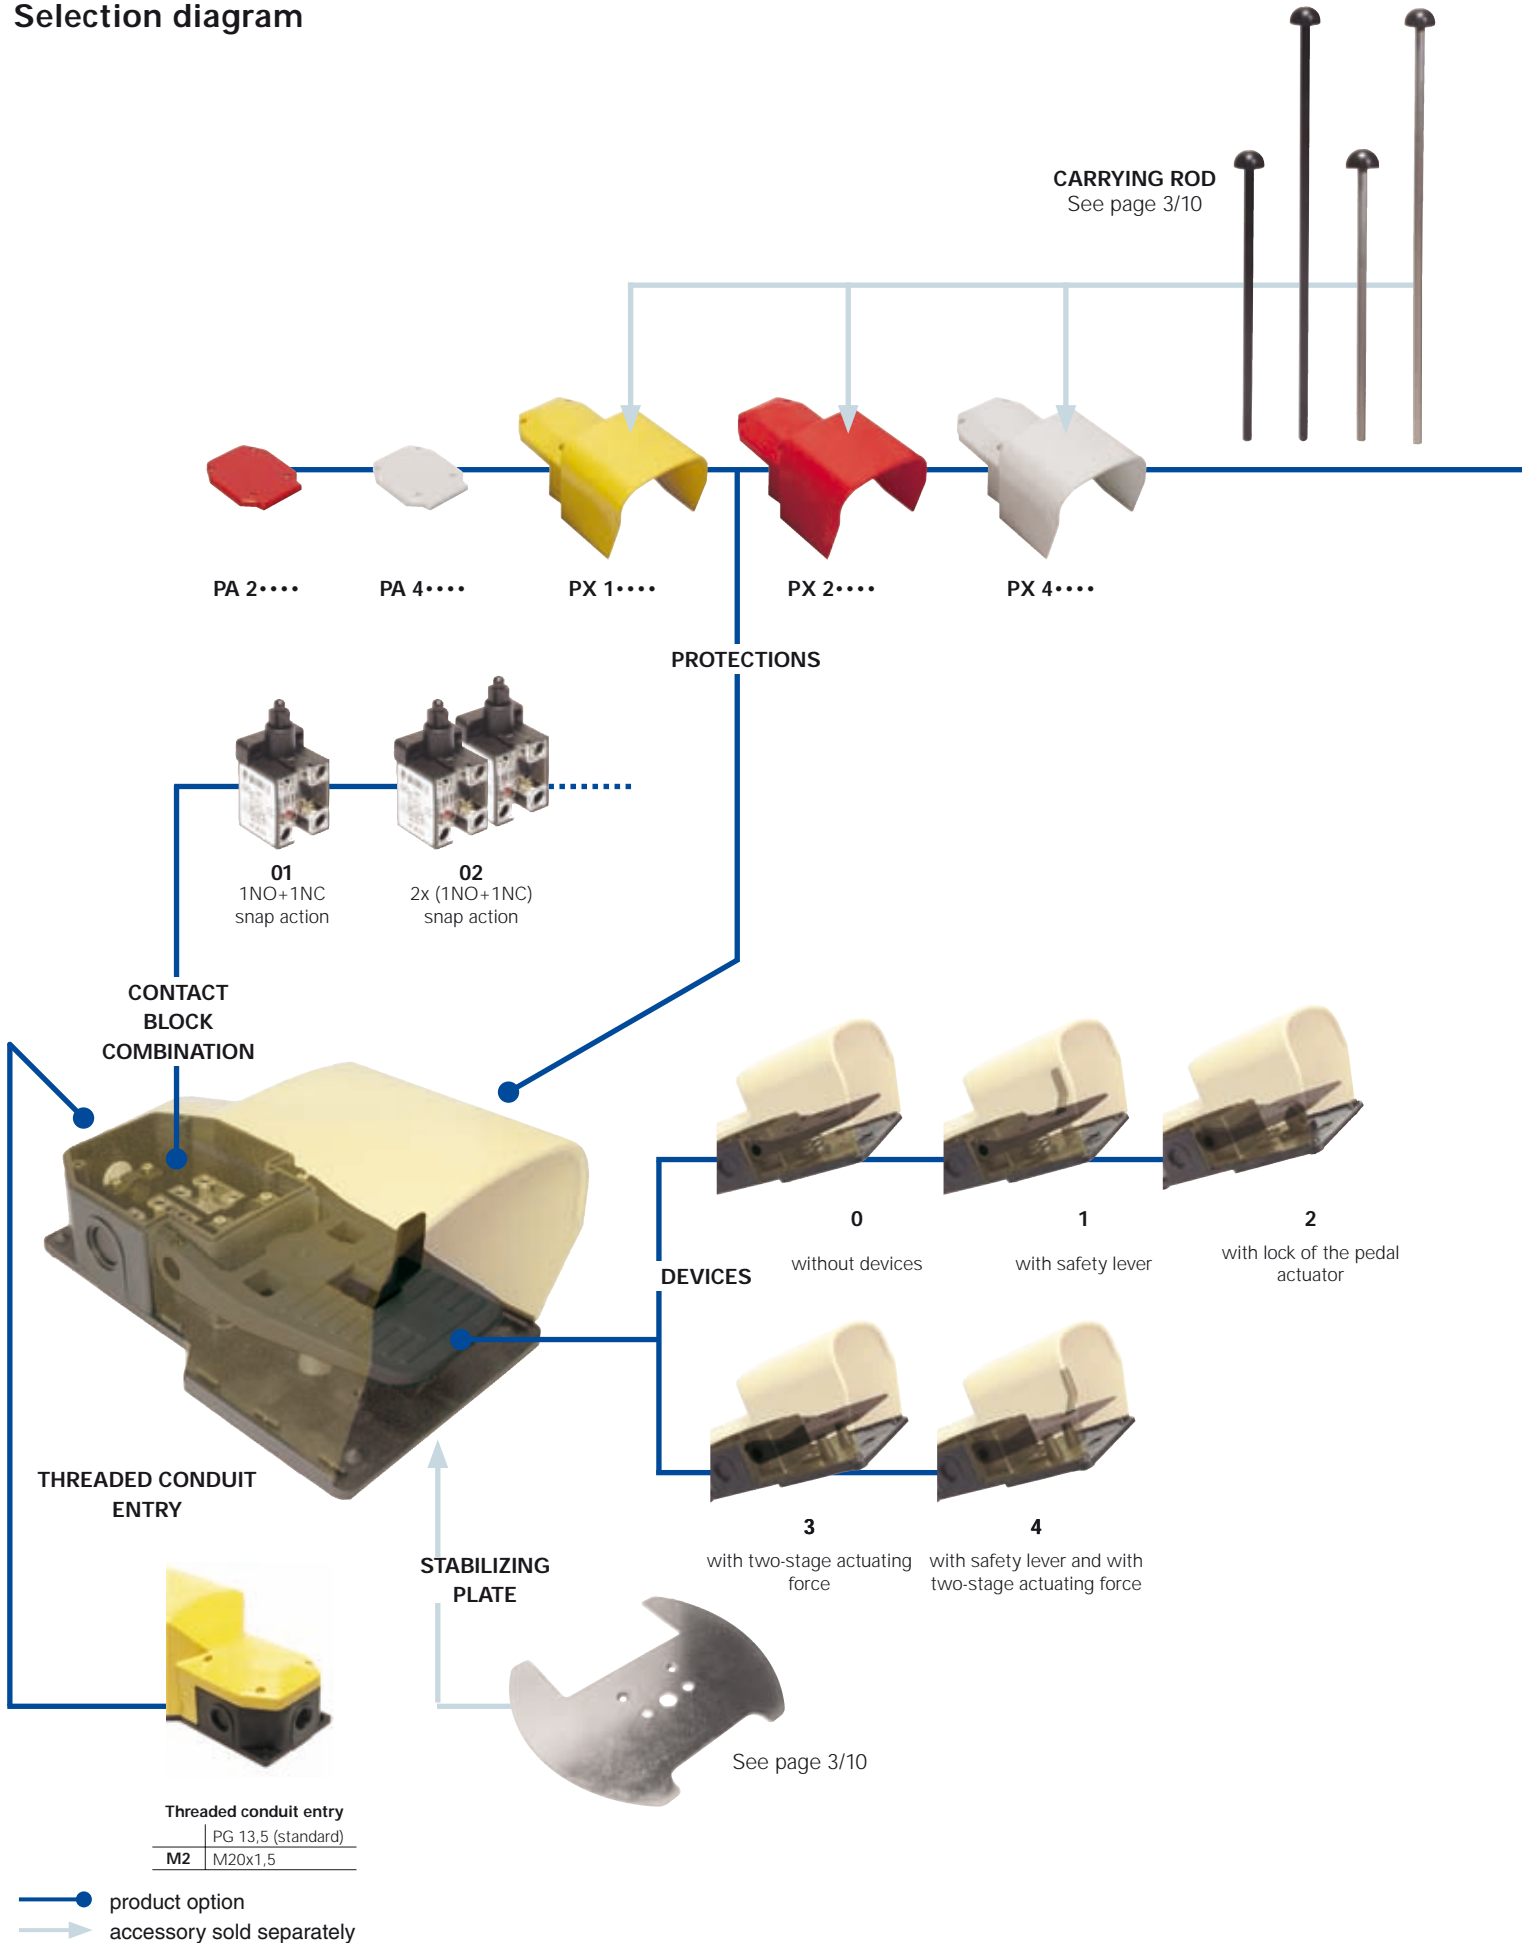 Selection diagram
CARRYING ROD
See page 3/10
PA 2••••
PA 4••••
PX 1••••
PX 2••••
PX 4••••
PROTECTIONS
01
1NO+1NC
snap action
02
2x (1NO+1NC)
snap action
CONTACT
BLOCK
COMBINATION
0
without devices
1
with safety lever
2
with lock of the pedal
actuator
DEVICES
3
with two-stage actuating
force
4
with safety lever and with
two-stage actuating force
THREADED CONDUIT
ENTRY
STABILIZING
PLATE
See page 3/10
Threaded conduit entry
PG 13,5 (standard)
M2 M20x1,5
product option
accessory sold separately